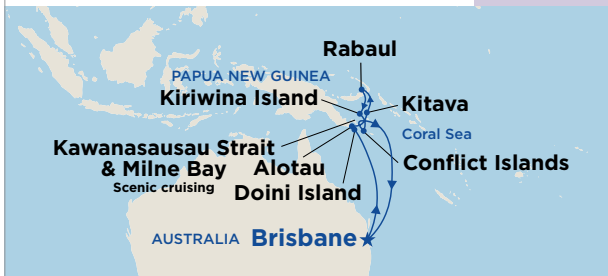 Rabaul
PAPUA NEW GUINEA
Kiriwina Island
Kitava
Coral Sea
Kawanasausau Strait
& Milne Bay
Scenic cruising
Alotau
Conflict Islands
Doini Island
AUSTRALIA
Brisbane